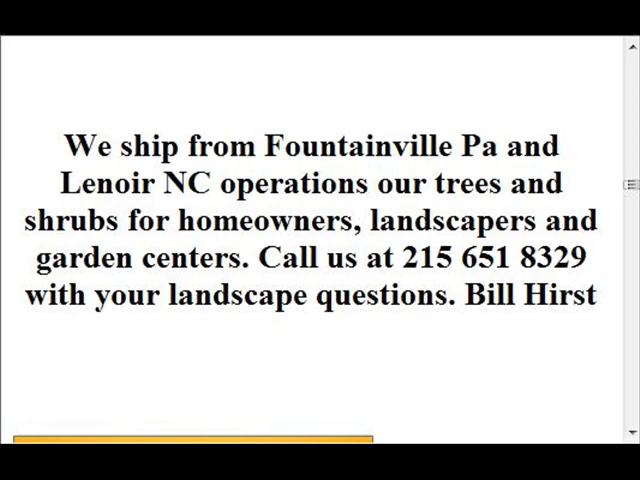 We ship from Fountainville Pa and
Lenoir NC operations our trees and
shrubs for homeowners, landscapers and
garden centers. Call us at 215 651 8329
with your landscape questions. Bill Hirst